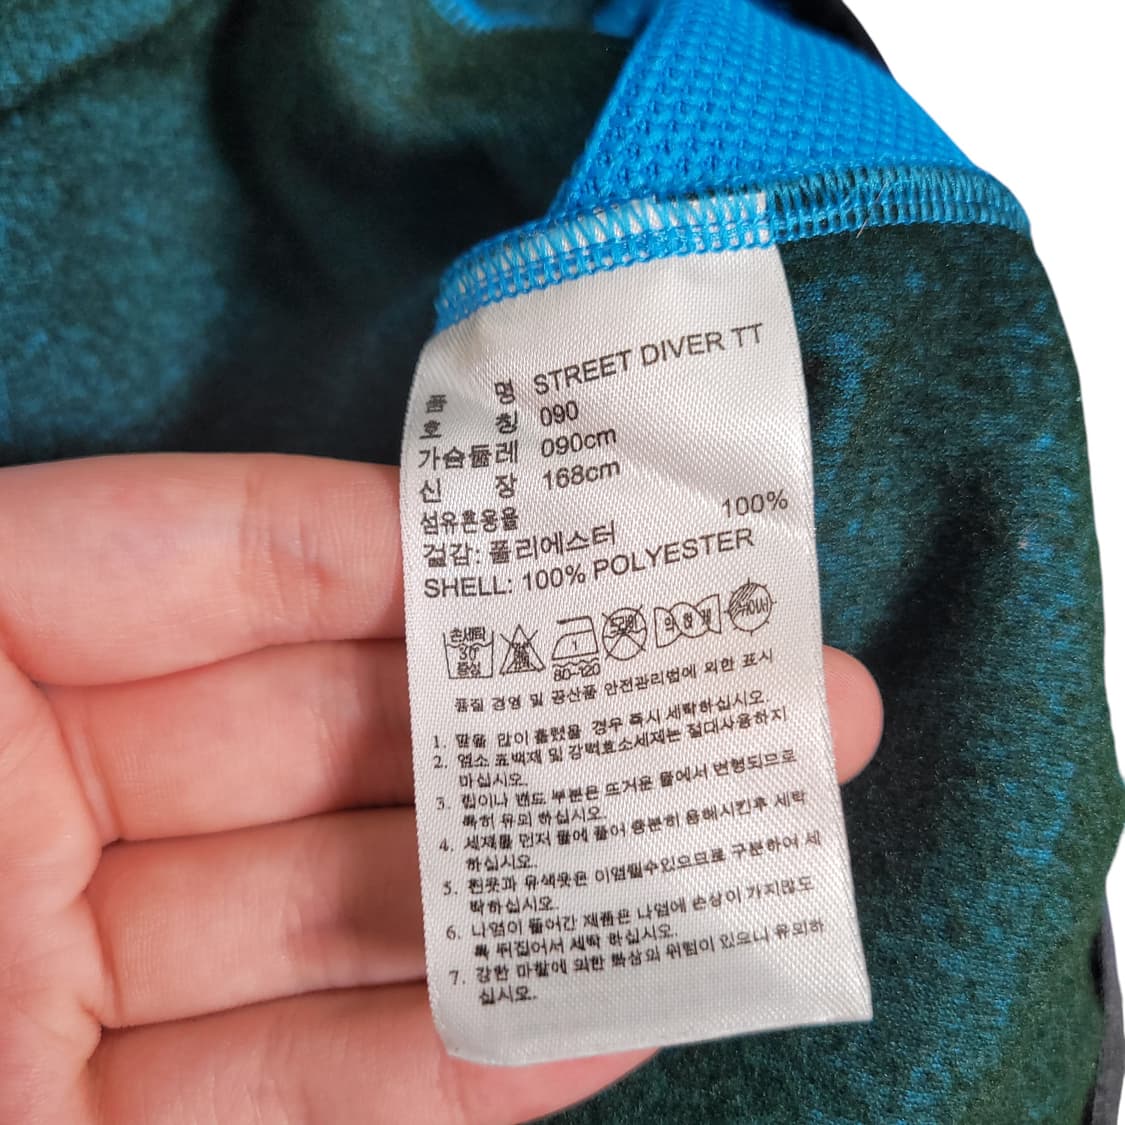 품 명 STREET DIVER TT
호 칭 090
가슴둘레 090cm
신 장 168cm
섬유혼용율
겉감: 폴리에스터 100%
SHELL: 100% POLYESTER
손세탁
30
중성
80~120
품질 경영 및 공산품 안전관리법에 의한 표시
1. 땀을 많이 흘렸을 경우 즉시 세탁하십시오
2. 염소 표백제 및 강력효소세제는 절대사용하지
마십시오.
3. 립이나 밴드 부분은 뜨거운 물에서 변형되므로
특히 유의 하십시오.
4. 세제를 먼저 물에 풀어 충분히 용해시킨후 세탁
하십시오.
5. 흰옷과 유색옷은 이염될수있으므로 구분하여 세
탁하십시오
6. 나염이 들어간 제품은 나염에 손상이 가지않도
록 뒤집어서 세탁 하십시오.
7. 강한 마찰에 의한 화상의 위험이 있으니 유의하
십시오.